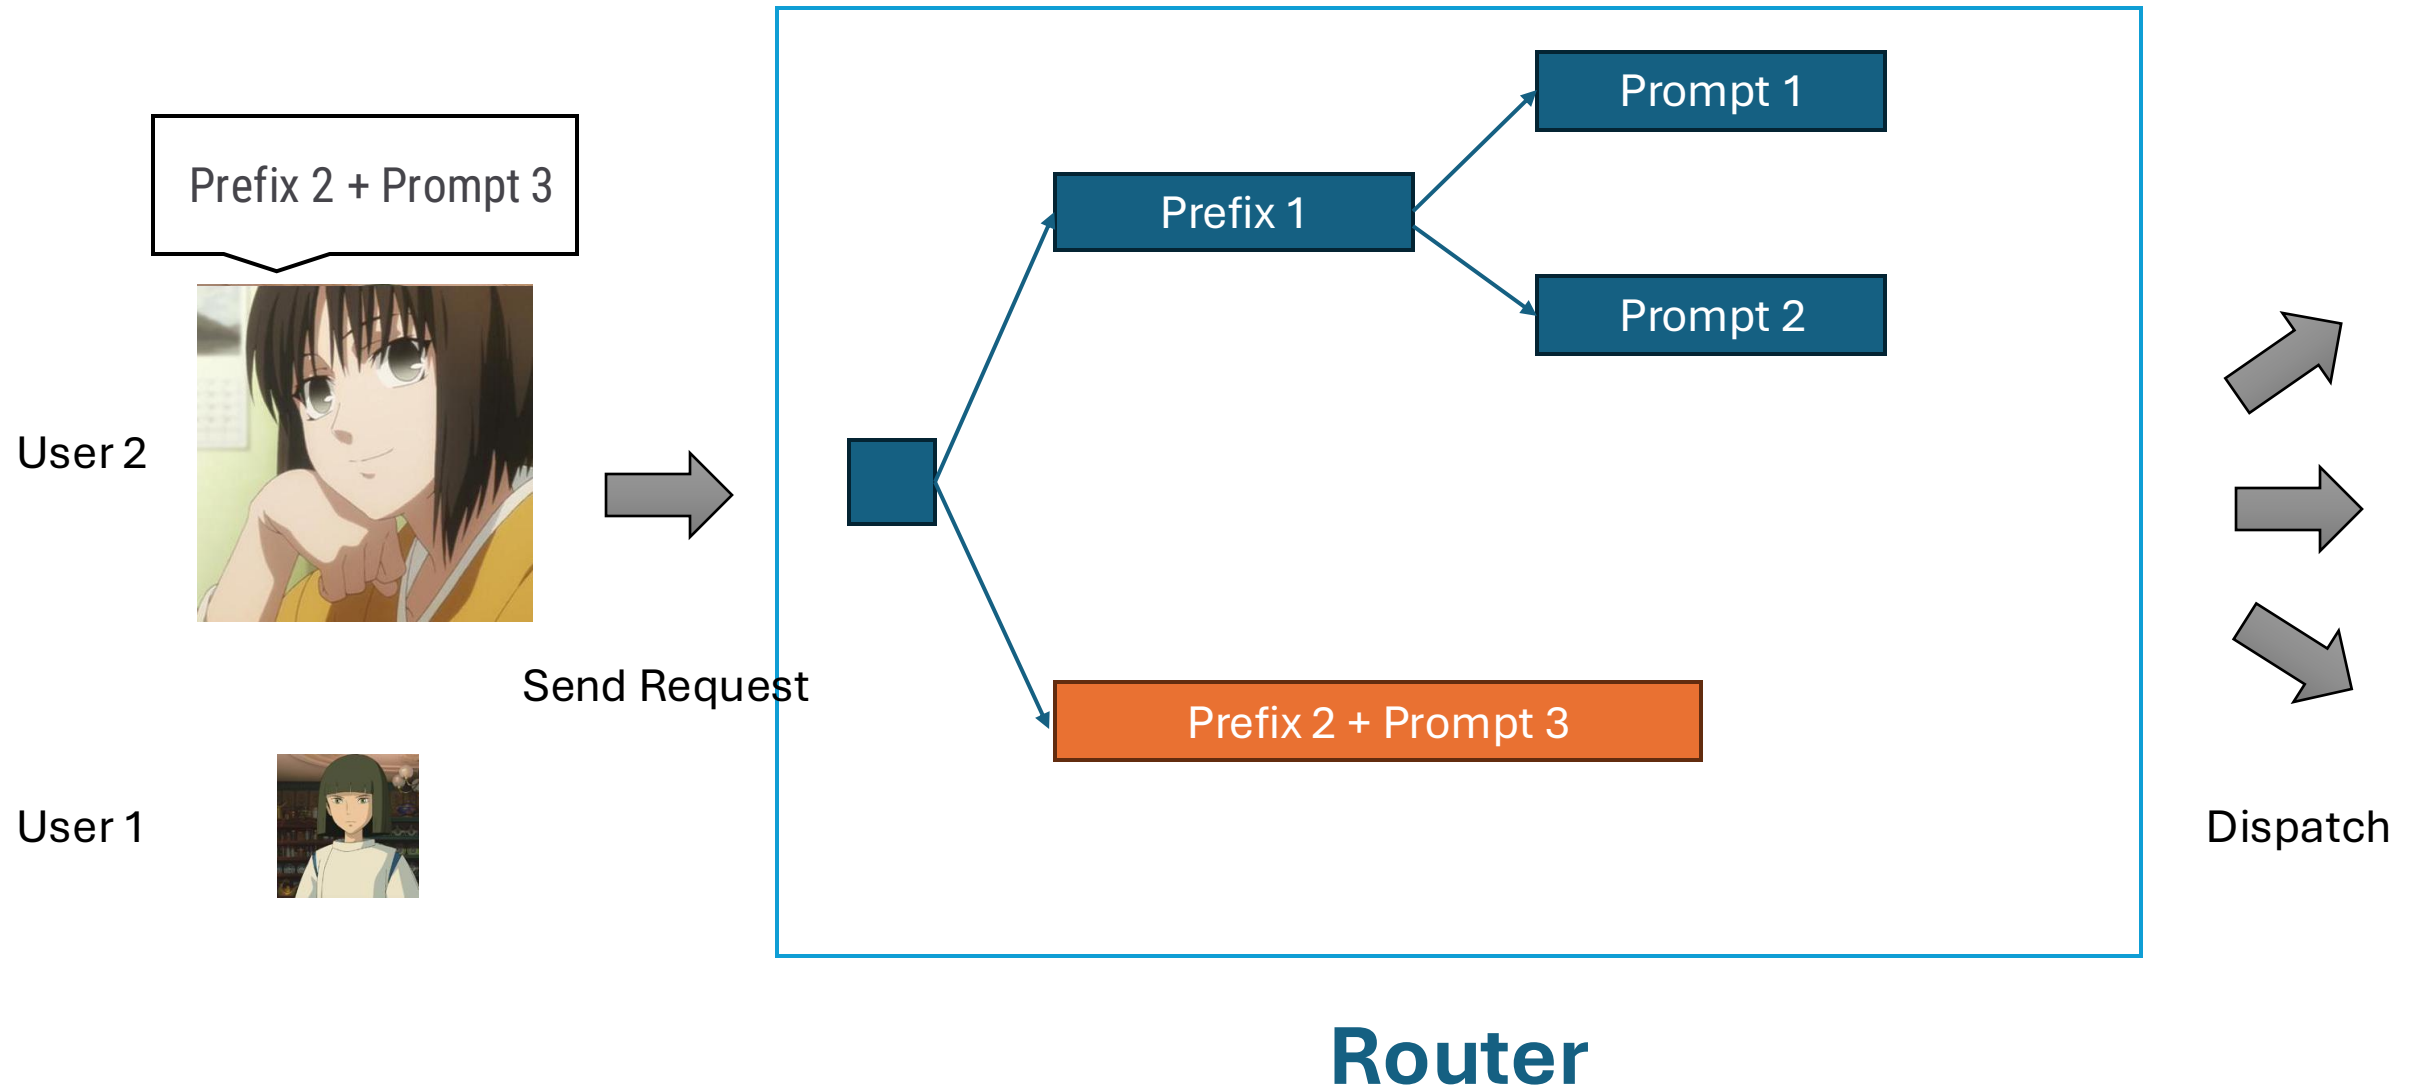 Prefix 2 + Prompt 3
User 2
User 1
Send Request
Prompt 1
Prefix 1
Prompt 2
Prefix 2 + Prompt 3
Dispatch
Router